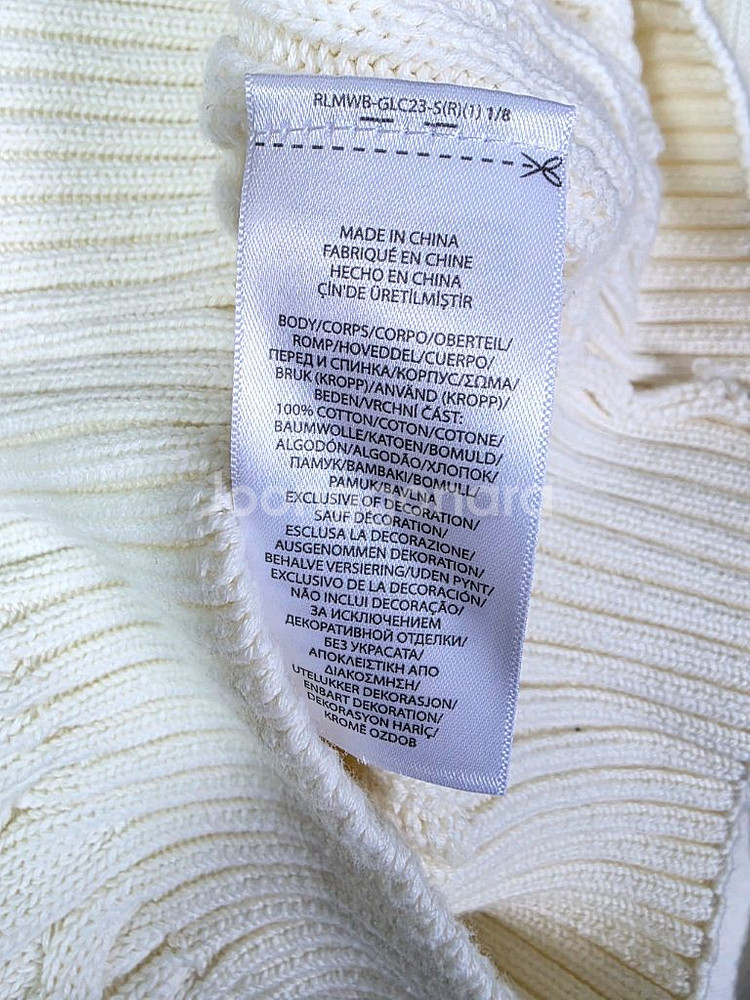 RLMWB-GLC23-S(R)(1) 1/8
MADE IN CHINA
FABRIQUÉ EN CHINE
HECHO EN CHINA
ÇİN'DE ÜRETİLMİŞTİR
BODY/CORPS/CORPO/OBERTEIL/
ROMP/HOVEDDEL/CUERPO/
ПЕРЕД И СПИНКА/КОРПУС/ΣΩΜΑ/
BRUK (KROPP)/ANVÄND (KROPP)/
BEDEN/VRCHNÍ ČÁST:
100% COTTON/COTON/COTONE/
BAUMWOLLE/KATOEN/BOMULD/
ALGODÓN/ALGODÃO/ХЛОПОК/
ПАМУК/ΒΑΜΒΑΚΙ/BOMULL/
PAMUK/BAVLNA
EXCLUSIVE OF DECORATION/
SAUF DÉCORATION/
ESCLUSA LA DECORAZIONE/
AUSGENOMMEN DEKORATION/
BEHALVE VERSIERING/UDEN PYNT/
EXCLUSIVO DE LA DECORACIÓN/
NÃO INCLUI DECORAÇÃO/
ЗА ИСКЛЮЧЕНИЕМ
ДЕКОРАТИВНОЙ ОТДЕЛКИ/
БЕЗ УКРАСАТА/
ΑΠΟΚΛΕΙΣΤΙΚΗ ΑΠΟ
ΔΙΑΚΟΣΜΗΣΗ/
UTELUKKER DEKORASJON/
ENBART DEKORATION/
DEKORASYON HARİÇ/
KROMĚ OZDOB